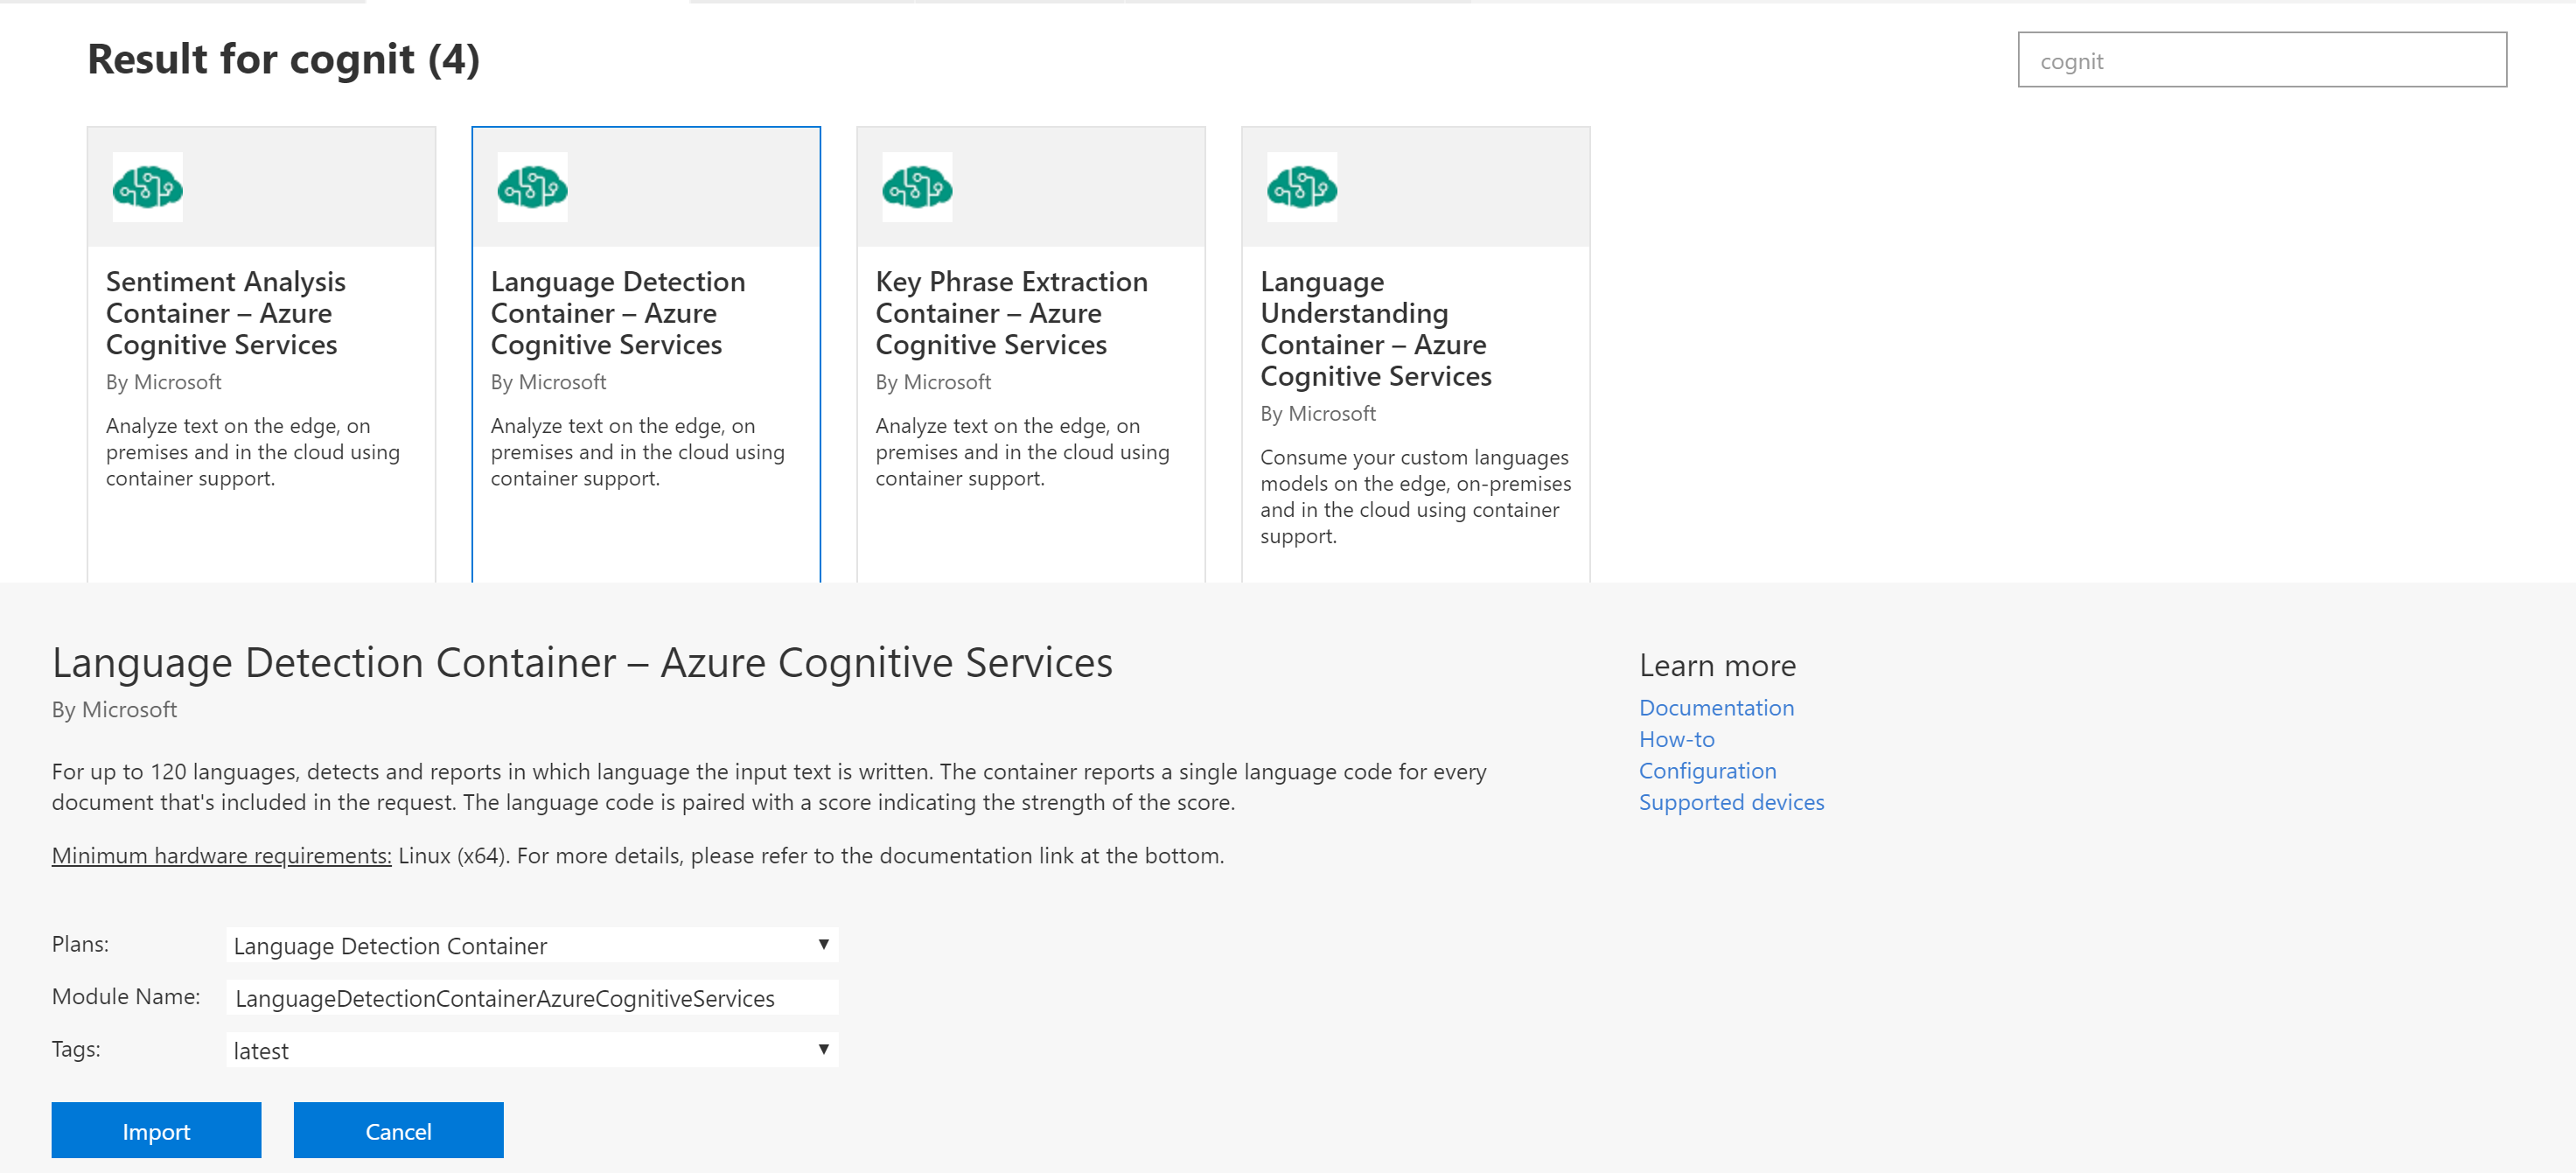 Result for cognit (4)
cognit
Sentiment Analysis
Container – Azure
Cognitive Services
By Microsoft
Analyze text on the edge, on
premises and in the cloud using
container support.
Language Detection
Container – Azure
Cognitive Services
By Microsoft
Analyze text on the edge, on
premises and in the cloud using
container support.
Key Phrase Extraction
Container – Azure
Cognitive Services
By Microsoft
Analyze text on the edge, on
premises and in the cloud using
container support.
Language
Understanding
Container – Azure
Cognitive Services
By Microsoft
Consume your custom languages
models on the edge, on-premises
and in the cloud using container
support.
Language Detection Container – Azure Cognitive Services
By Microsoft
For up to 120 languages, detects and reports in which language the input text is written. The container reports a single language code for every
document that's included in the request. The language code is paired with a score indicating the strength of the score.
Minimum hardware requirements: Linux (x64). For more details, please refer to the documentation link at the bottom.
Plans: Language Detection Container
Module Name: LanguageDetectionContainerAzureCognitiveServices
Tags: latest
Import Cancel
Learn more
Documentation
How-to
Configuration
Supported devices